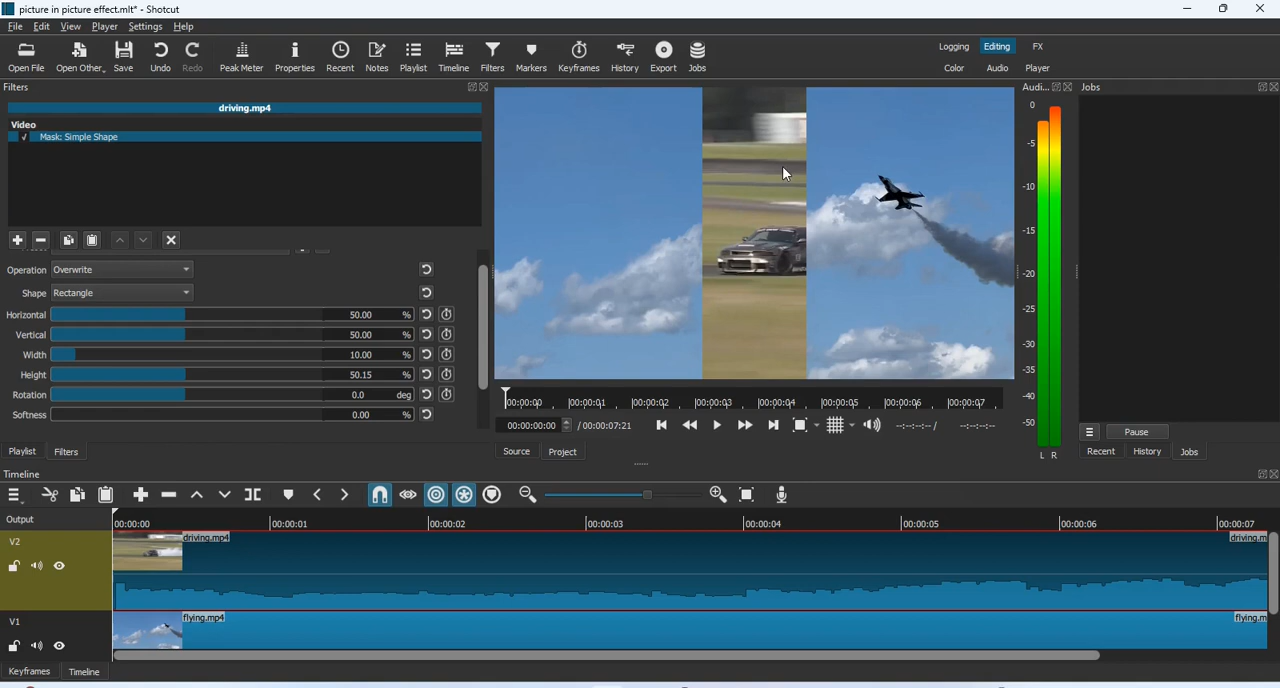 picture in picture effect.mlt* - Shotcut
File Edit View Player Settings Help
Open File Open Other... Save Undo Redo Peak Meter Properties Recent Notes Playlist Timeline Filters Markers Keyframes History Export Jobs
Logging Editing FX
Color Audio Player
Filters
driving.mp4
Video
Mask: Simple Shape
Operation Overwrite
Shape Rectangle
Horizontal 50.00 %
Vertical 50.00 %
Width 10.00 %
Height 50.15 %
Rotation 0.0 deg
Softness 0.00 %
Playlist Filters
00:00:00 00:00:01 00:00:02 00:00:03 00:00:04 00:00:05 00:00:06 00:00:07
00:00:00:00 / 00:00:07:21
--:--:--:-- / --:--:--:--
Source Project
Audi...
0
-5
-10
-15
-20
-25
-30
-35
-40
-50
L R
Jobs
Pause
Recent History Jobs
Timeline
Output 00:00:00 00:00:01 00:00:02 00:00:03 00:00:04 00:00:05 00:00:06 00:00:07
V2 driving.mp4 driving.m
V1 flying.mp4 flying.m
Keyframes Timeline